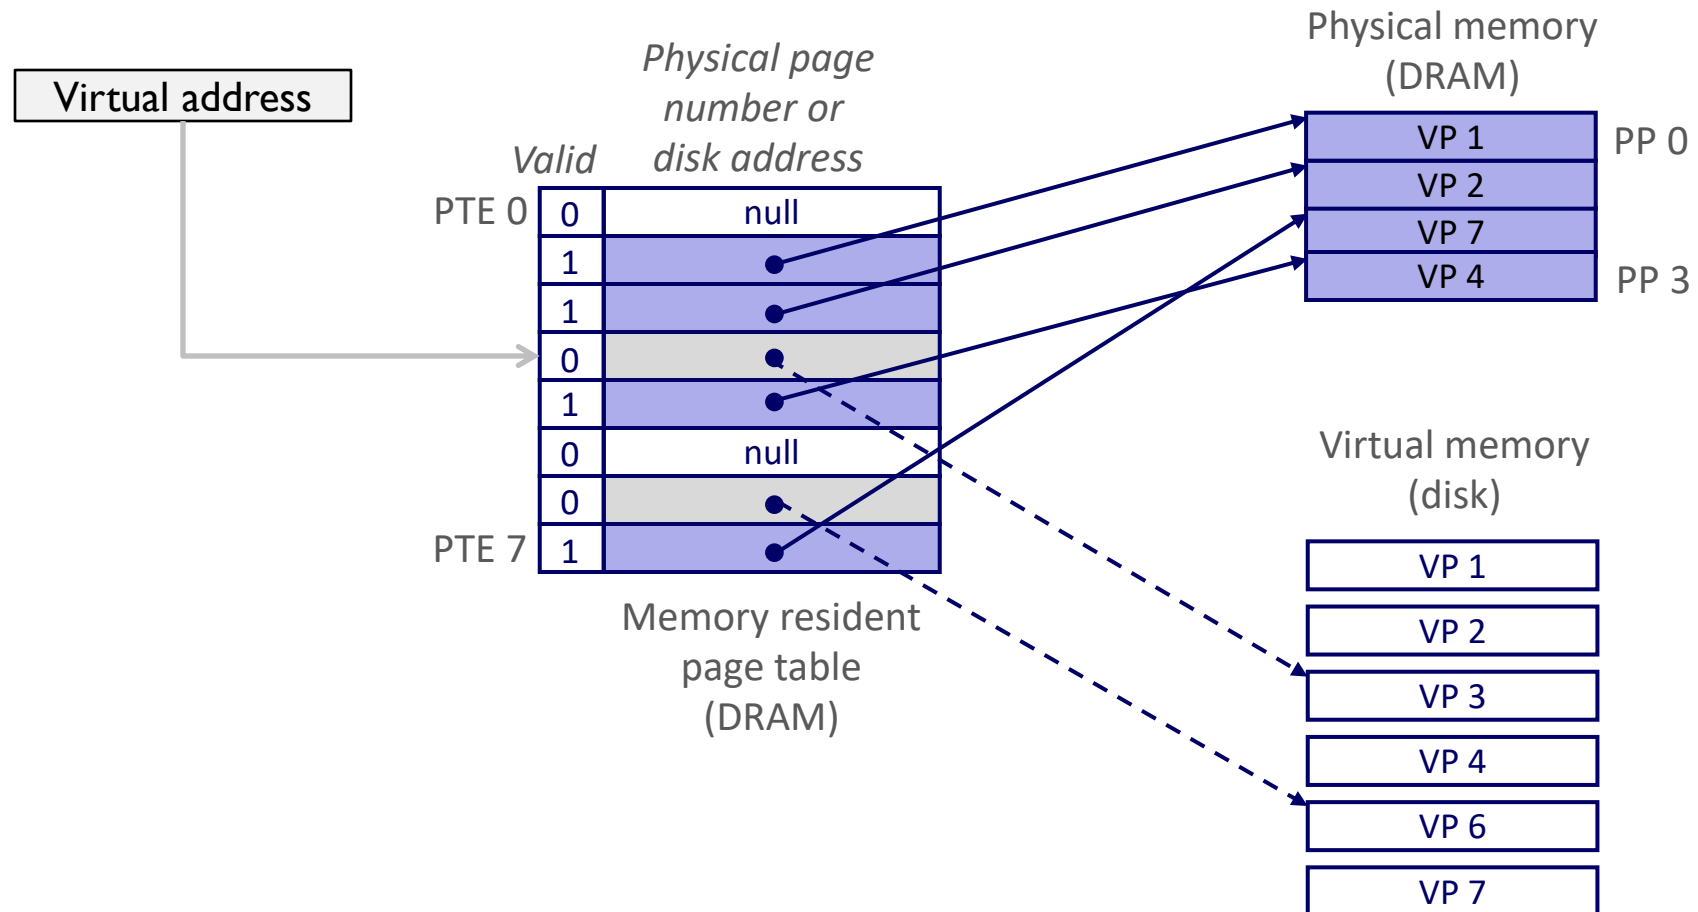 Virtual address
Physical page
number or
disk address
Valid
PTE 0
0
null
1
1
0
1
0
null
0
PTE 7
1
Memory resident
page table
(DRAM)
Physical memory
(DRAM)
VP 1
PP 0
VP 2
VP 7
VP 4
PP 3
Virtual memory
(disk)
VP 1
VP 2
VP 3
VP 4
VP 6
VP 7